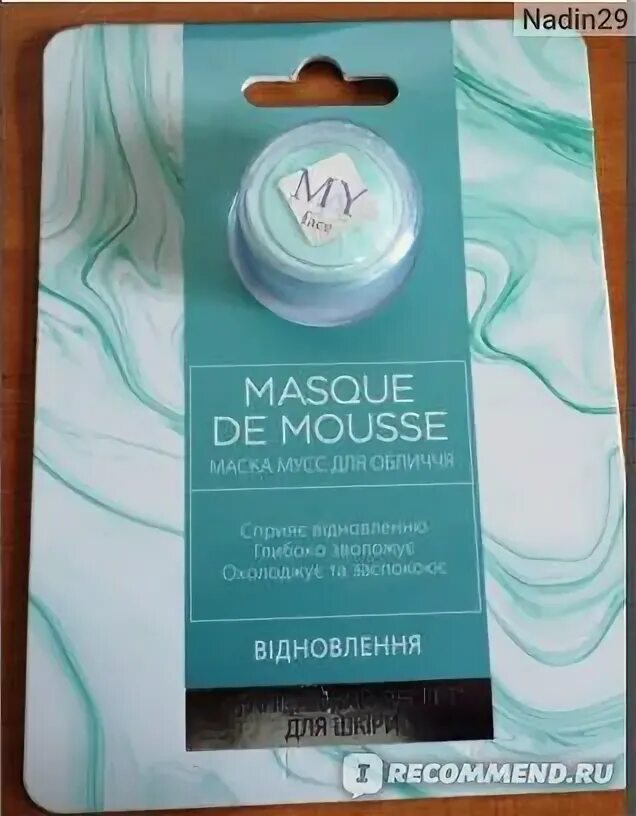 Nadin29
MY
face
MASQUE
DE MOUSSE
МАСКА МУСС ДЛЯ ОБЛИЧЧЯ
Сприяє відновленню
Глибоко зволожує
Охолоджує та заспокоює
ВІДНОВЛЕННЯ
ДЛЯ ШКІРИ
I RECOMMEND.RU